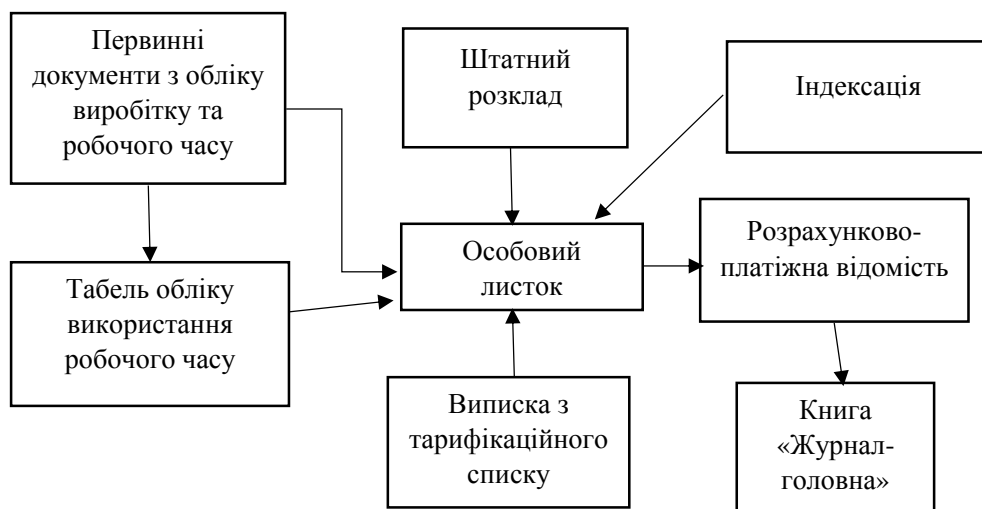 Первинні
документи з обліку
виробітку та
робочого часу
Штатний
розклад
Індексація
Табель обліку
використання
робочого часу
Особовий
листок
Розрахунково-
платіжна відомість
Виписка з
тарифікаційного
списку
Книга
«Журнал-
головна»